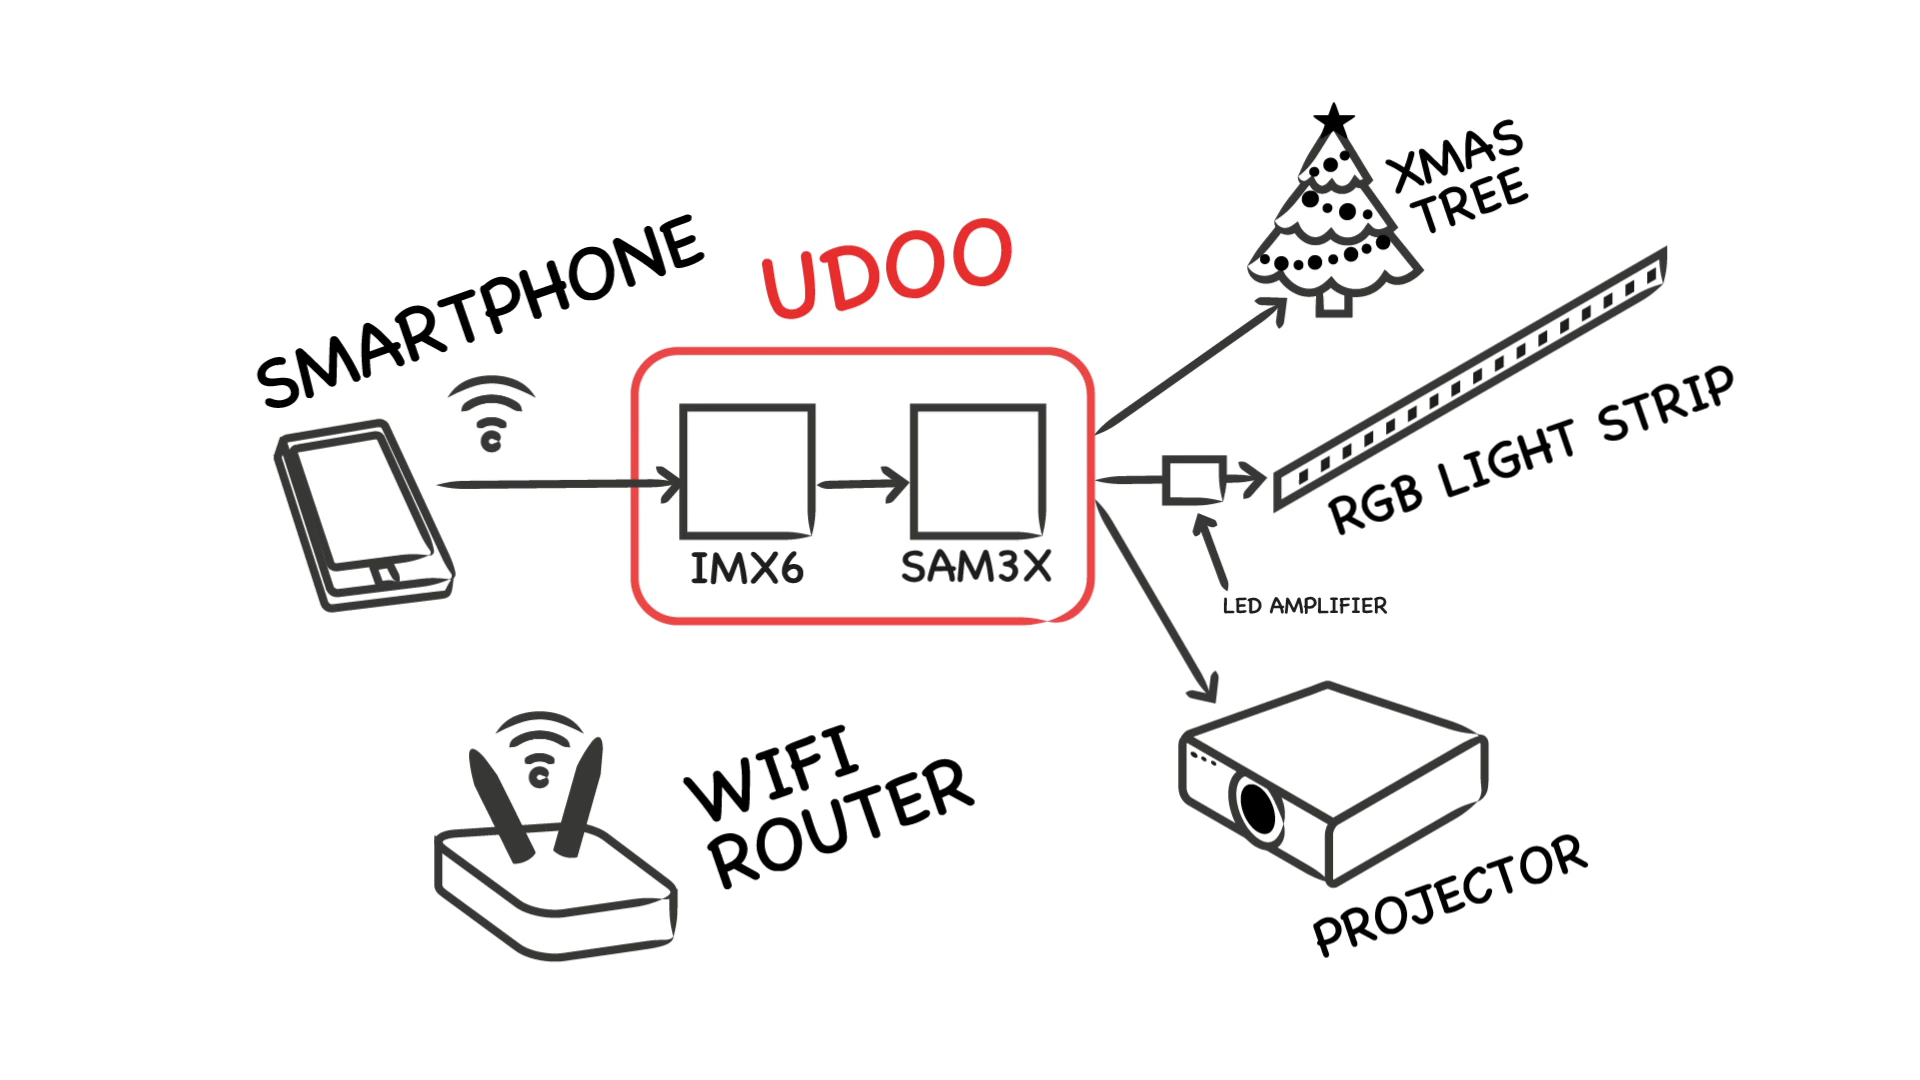 SMARTPHONE
UDOO
XMAS
TREE
RGB LIGHT STRIP
IMX6
SAM3X
LED AMPLIFIER
WIFI
ROUTER
PROJECTOR